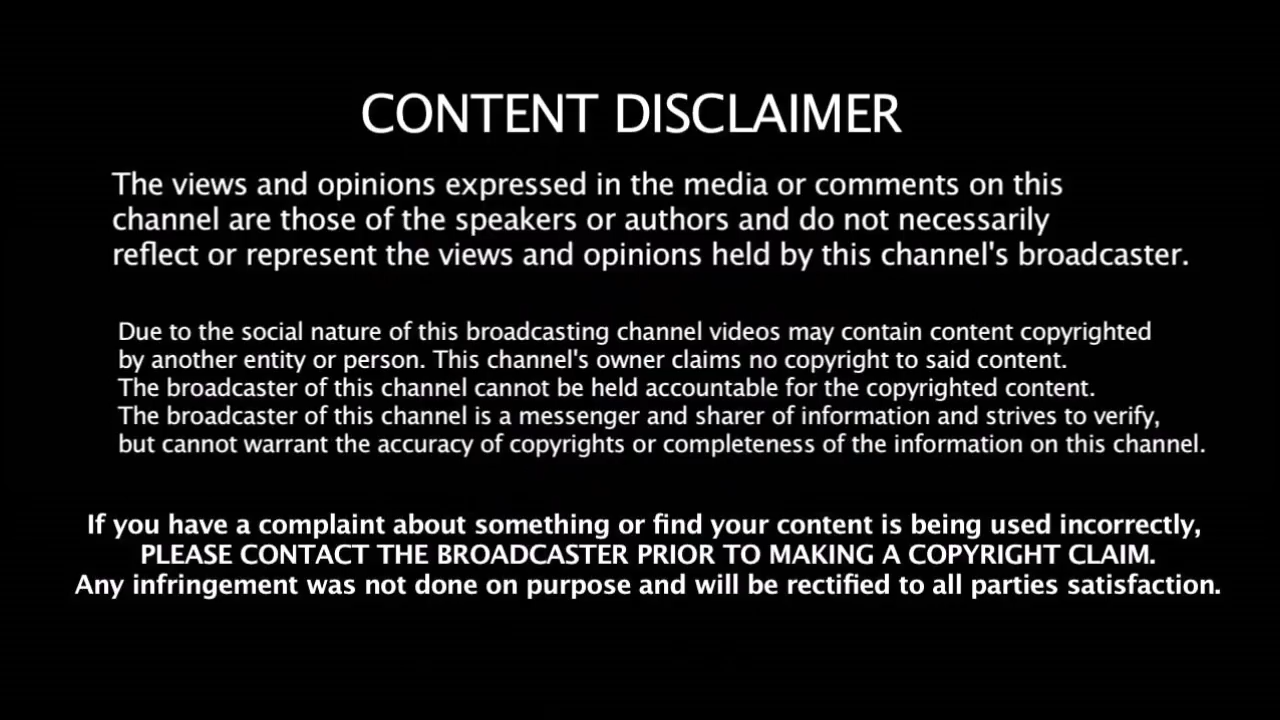 CONTENT DISCLAIMER
The views and opinions expressed in the media or comments on this
channel are those of the speakers or authors and do not necessarily
reflect or represent the views and opinions held by this channel's broadcaster.
Due to the social nature of this broadcasting channel videos may contain content copyrighted
by another entity or person. This channel's owner claims no copyright to said content.
The broadcaster of this channel cannot be held accountable for the copyrighted content.
The broadcaster of this channel is a messenger and sharer of information and strives to verify,
but cannot warrant the accuracy of copyrights or completeness of the information on this channel.
If you have a complaint about something or find your content is being used incorrectly,
PLEASE CONTACT THE BROADCASTER PRIOR TO MAKING A COPYRIGHT CLAIM.
Any infringement was not done on purpose and will be rectified to all parties satisfaction.